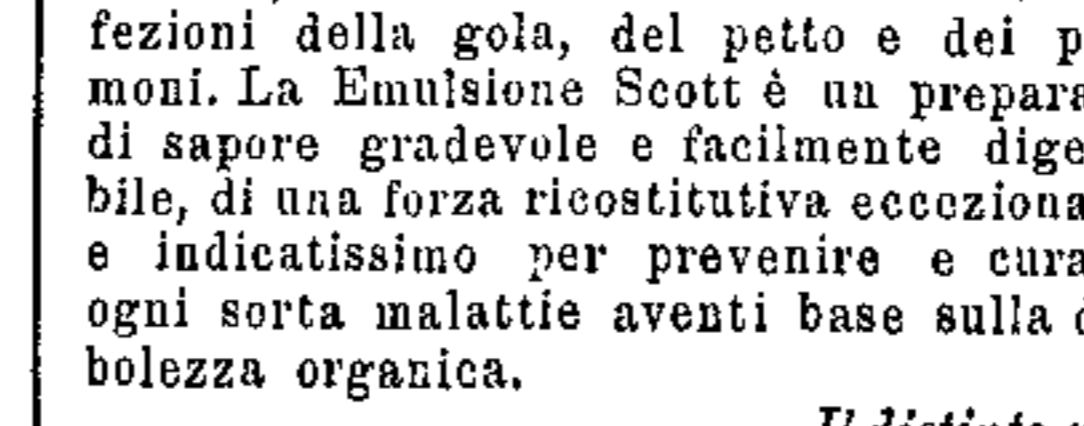 fezioni della gola, del petto e dei p
moni. La Emulsione Scott è un prepara
di sapore gradevole e facilmente dige
bile, di una forza ricostitutiva ecceziona
e indicatissimo per prevenire e cura
ogni sorta malattie aventi base sulla d
bolezza organica.